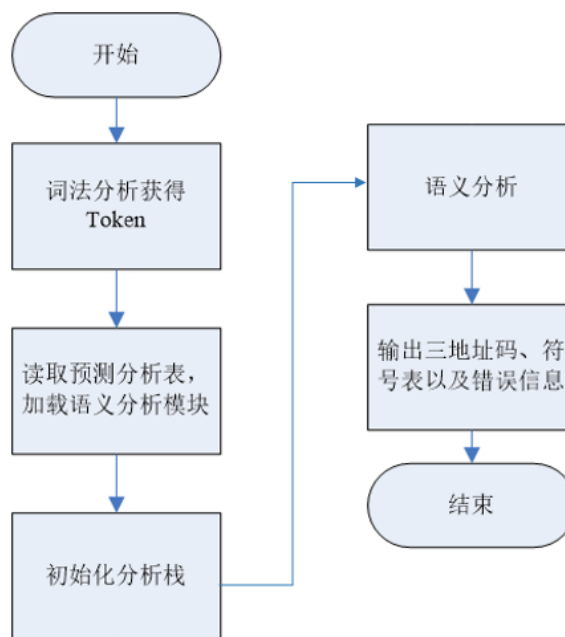 开始
词法分析获得
Token
读取预测分析表，
加载语义分析模块
初始化分析栈
语义分析
输出三地址码、符
号表以及错误信息
结束